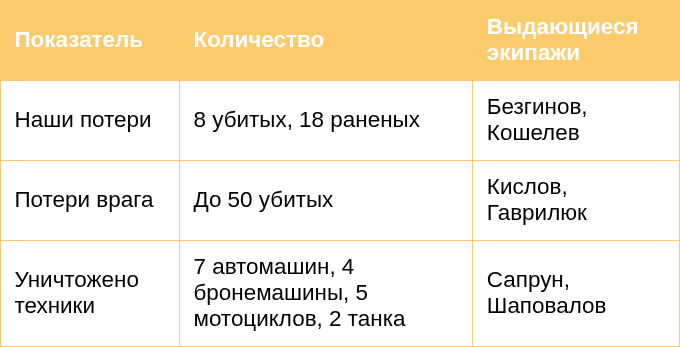 Показатель
Количество
Выдающиеся
экипажи
Наши потери
8 убитых, 18 раненых
Безгинов,
Кошелев
Потери врага
До 50 убитых
Кислов,
Гаврилюк
Уничтожено
техники
7 автомашин, 4
бронемашины, 5
мотоциклов, 2 танка
Сапрун,
Шаповалов